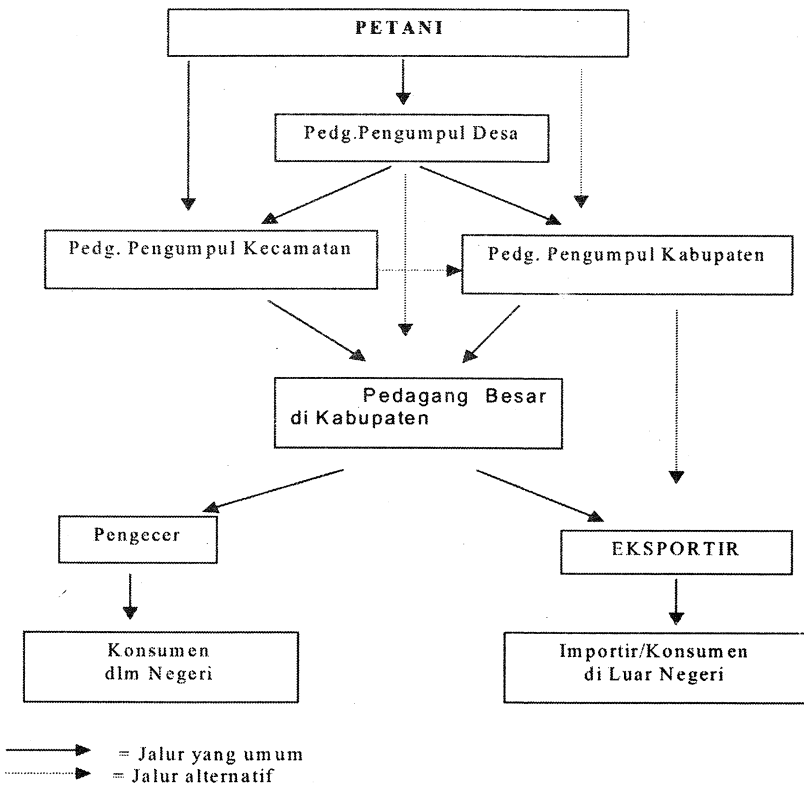 PETANI
Pedg.Pengumpul Desa
Pedg. Pengumpul Kecamatan
Pedg. Pengumpul Kabupaten
Pedagang Besar
di Kabupaten
Pengecer
EKSPORTIR
Konsumen
dlm Negeri
Importir/Konsumen
di Luar Negeri
= Jalur yang umum
= Jalur alternatif